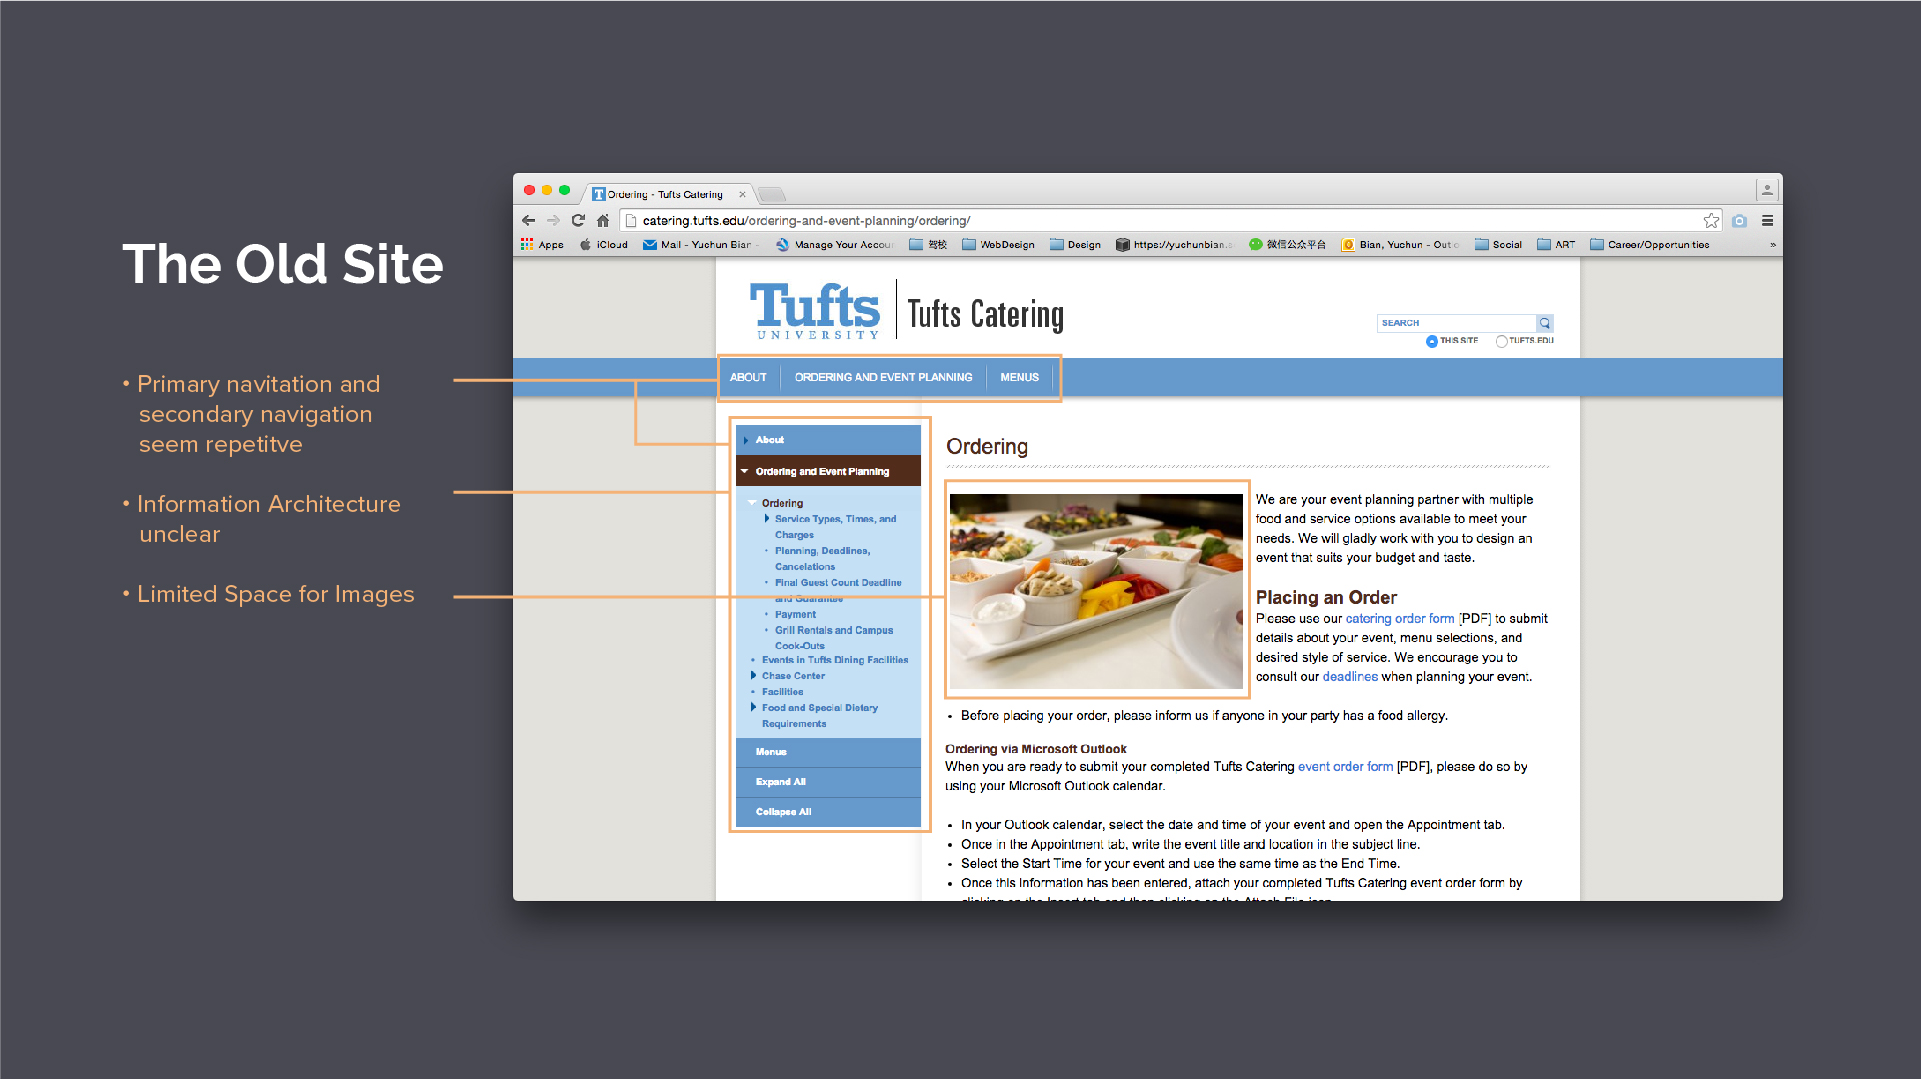 The Old Site
• Primary navitation and
secondary navigation
seem repetitve
• Information Architecture
unclear
• Limited Space for Images
Ordering - Tufts Catering
catering.tufts.edu/ordering-and-event-planning/ordering/
Apps
iCloud
Mail - Yuchun Bian -
Manage Your Accou
驾校
WebDesign
Design
https://yuchunbian.s
微信公众平台
Bian, Yuchun - Outlo
Social
ART
Career/Opportunities
»
Tufts
UNIVERSITY
Tufts Catering
SEARCH
THIS SITE
TUFTS.EDU
ABOUT
ORDERING AND EVENT PLANNING
MENUS
About
Ordering and Event Planning
Ordering
Service Types, Times, and
Charges
• Planning, Deadlines,
Cancelations
• Final Guest Count Deadline
and Guarantee
• Payment
• Grill Rentals and Campus
Cook-Outs
• Events in Tufts Dining Facilities
Chase Center
• Facilities
Food and Special Dietary
Requirements
Menus
Expand All
Collapse All
Ordering
We are your event planning partner with multiple
food and service options available to meet your
needs. We will gladly work with you to design an
event that suits your budget and taste.
Placing an Order
Please use our catering order form [PDF] to submit
details about your event, menu selections, and
desired style of service. We encourage you to
consult our deadlines when planning your event.
• Before placing your order, please inform us if anyone in your party has a food allergy.
Ordering via Microsoft Outlook
When you are ready to submit your completed Tufts Catering event order form [PDF], please do so by
using your Microsoft Outlook calendar.
• In your Outlook calendar, select the date and time of your event and open the Appointment tab.
• Once in the Appointment tab, write the event title and location in the subject line.
• Select the Start Time for your event and use the same time as the End Time.
• Once this information has been entered, attach your completed Tufts Catering event order form by
clicking on the Insert tab and then clicking on the Attach File icon.